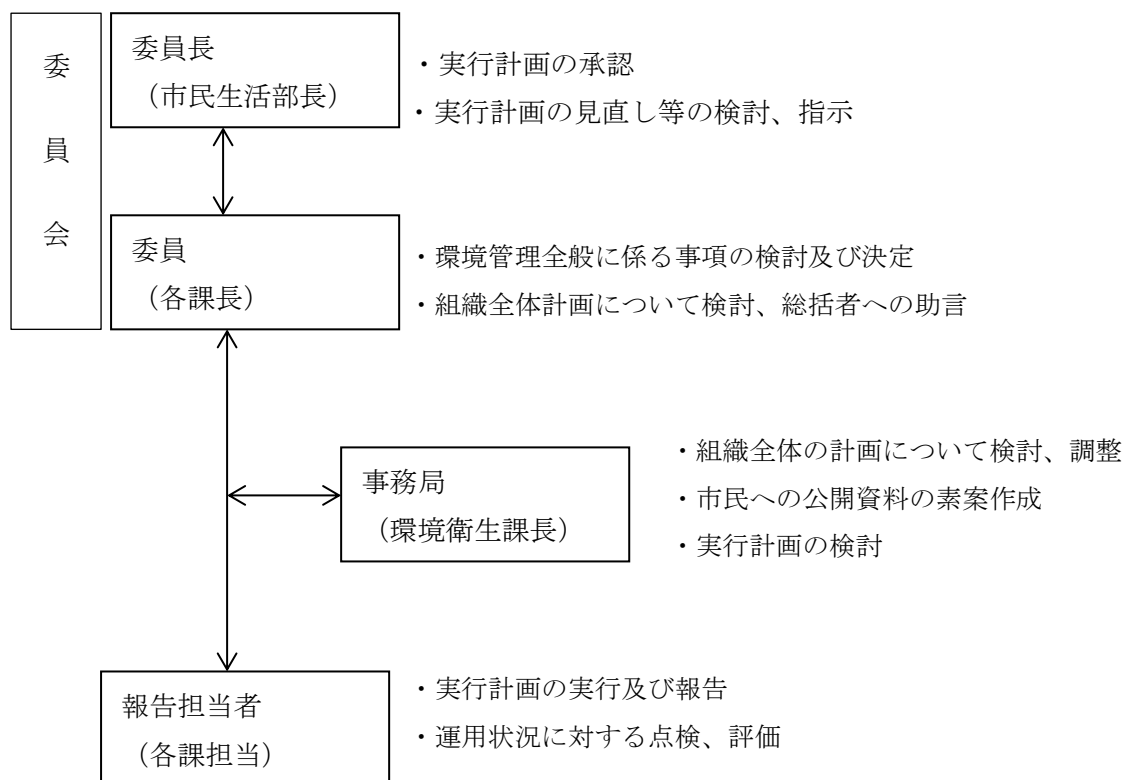 委員会
委員長
（市民生活部長）
・実行計画の承認
・実行計画の見直し等の検討、指示
委員
（各課長）
・環境管理全般に係る事項の検討及び決定
・組織全体計画について検討、総括者への助言
事務局
（環境衛生課長）
・組織全体の計画について検討、調整
・市民への公開資料の素案作成
・実行計画の検討
報告担当者
（各課担当）
・実行計画の実行及び報告
・運用状況に対する点検、評価